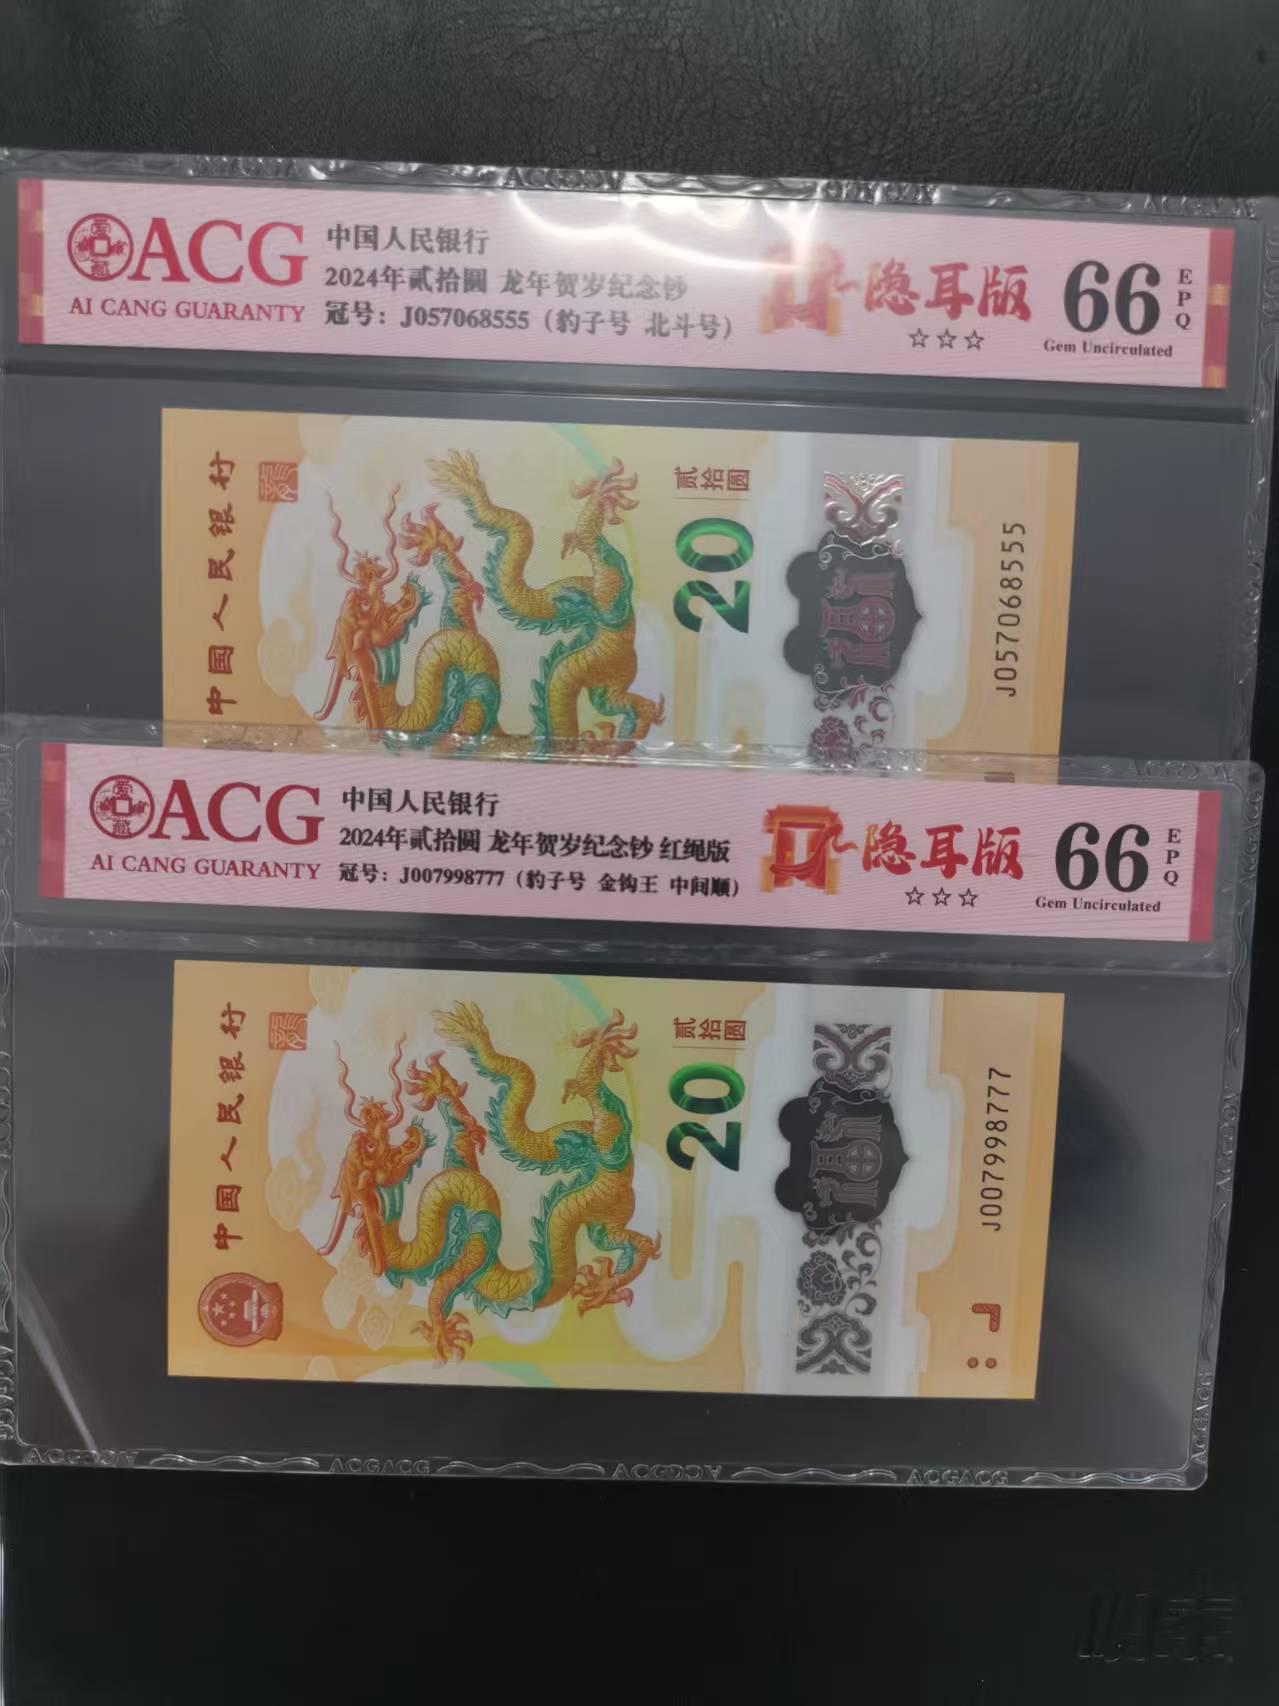 ACG
AI CANG GUARANTY
中国人民银行
2024年贰拾圆 龙年贺岁纪念钞
冠号：J057068555（豹子号 北斗号）
隐耳版
☆☆☆
66
EPQ
Gem Uncirculated
中国人民银行
贰拾圆
20
福
J057068555
ACG
AI CANG GUARANTY
中国人民银行
2024年贰拾圆 龙年贺岁纪念钞 红绳版
冠号：J007998777（豹子号 金钩王 中间顺）
隐耳版
☆☆☆
66
EPQ
Gem Uncirculated
中国人民银行
贰拾圆
20
福
J007998777
ACGACG
ACGACG